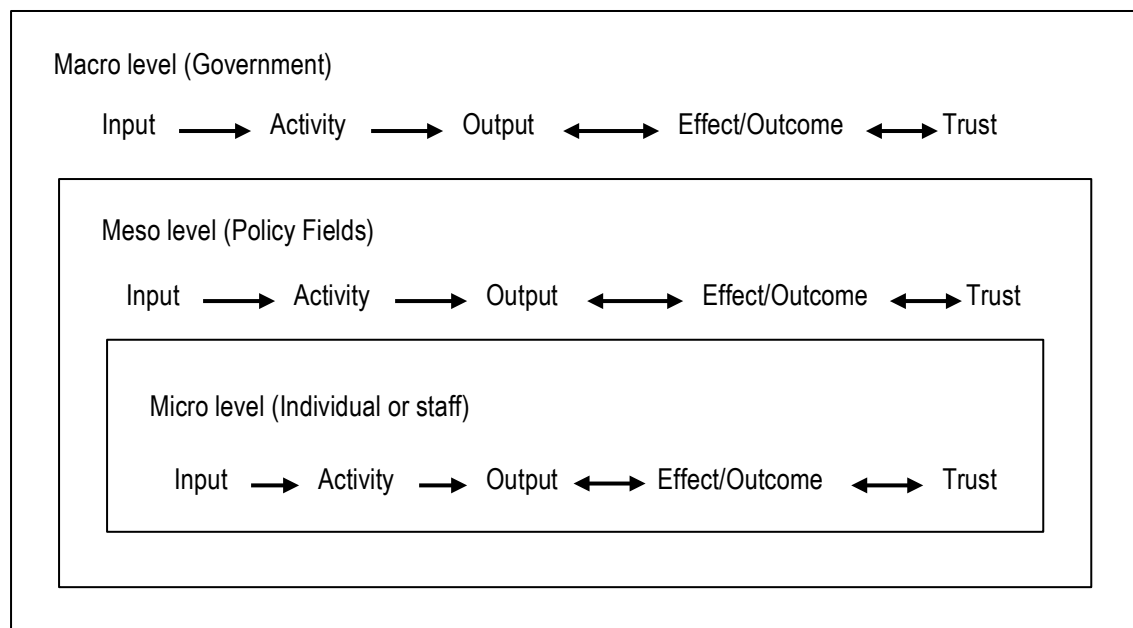 Macro level (Government)
Input Activity Output Effect/Outcome Trust
Meso level (Policy Fields)
Input Activity Output Effect/Outcome Trust
Micro level (Individual or staff)
Input Activity Output Effect/Outcome Trust